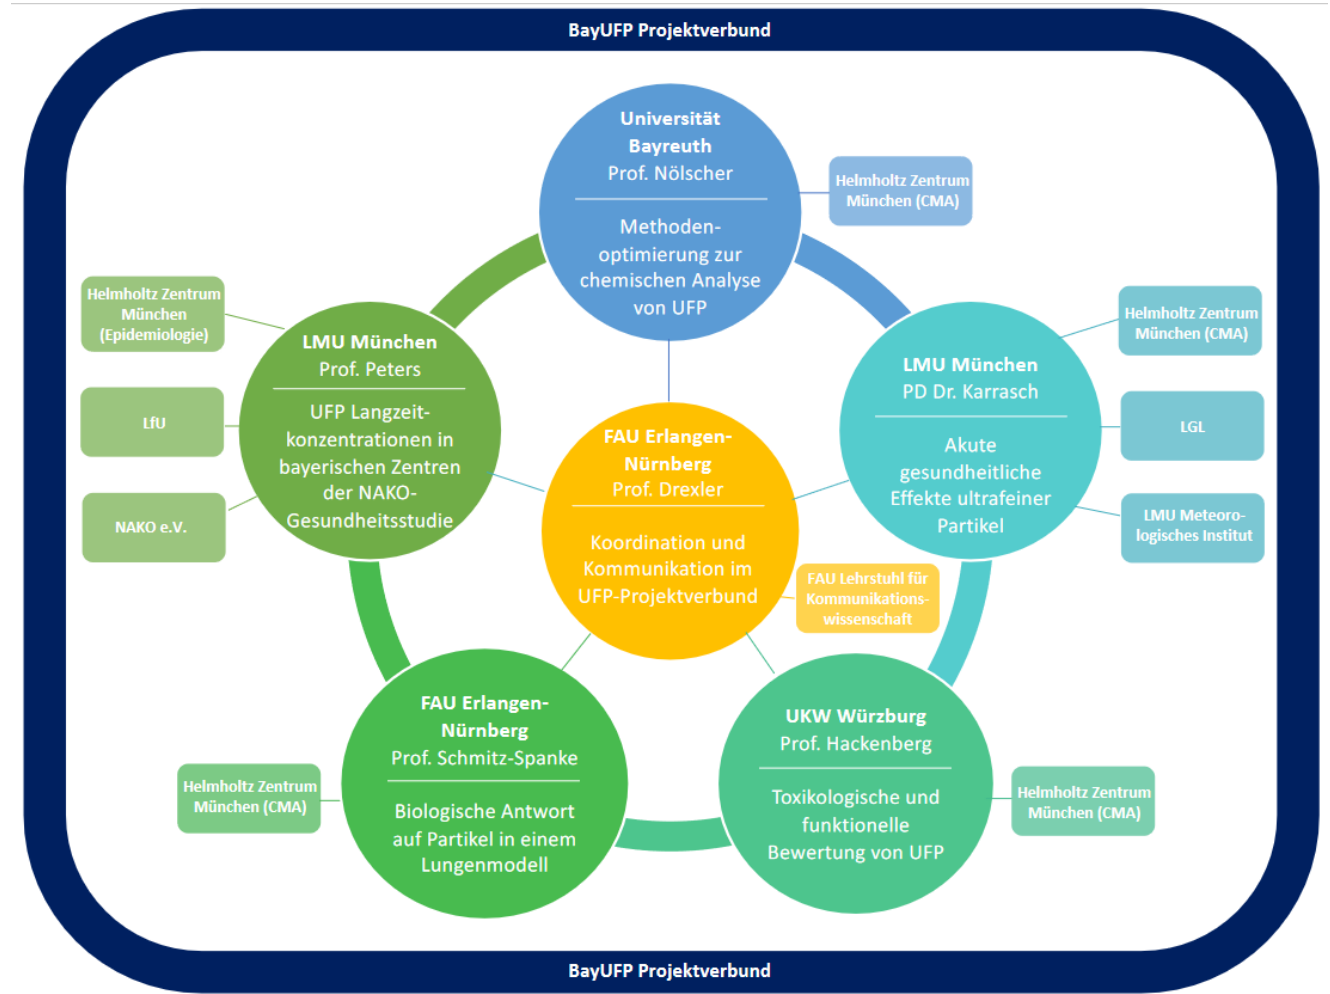 BayUFP Projektverbund
Universität
Bayreuth
Prof. Nölscher
Methoden-
optimierung zur
chemischen Analyse
von UFP
Helmholtz Zentrum
München (CMA)
Helmholtz Zentrum
München
(Epidemiologie)
LfU
NAKO e.V.
LMU München
Prof. Peters
UFP Langzeit-
konzentrationen in
bayerischen Zentren
der NAKO-
Gesundheitsstudie
FAU Erlangen-
Nürnberg
Prof. Drexler
Koordination und
Kommunikation im
UFP-Projektverbund
FAU Lehrstuhl für
Kommunikations-
wissenschaft
LMU München
PD Dr. Karrasch
Akute
gesundheitliche
Effekte ultrafeiner
Partikel
Helmholtz Zentrum
München (CMA)
LGL
LMU Meteoro-
logisches Institut
Helmholtz Zentrum
München (CMA)
FAU Erlangen-
Nürnberg
Prof. Schmitz-Spanke
Biologische Antwort
auf Partikel in einem
Lungenmodell
UKW Würzburg
Prof. Hackenberg
Toxikologische und
funktionelle
Bewertung von UFP
Helmholtz Zentrum
München (CMA)
BayUFP Projektverbund